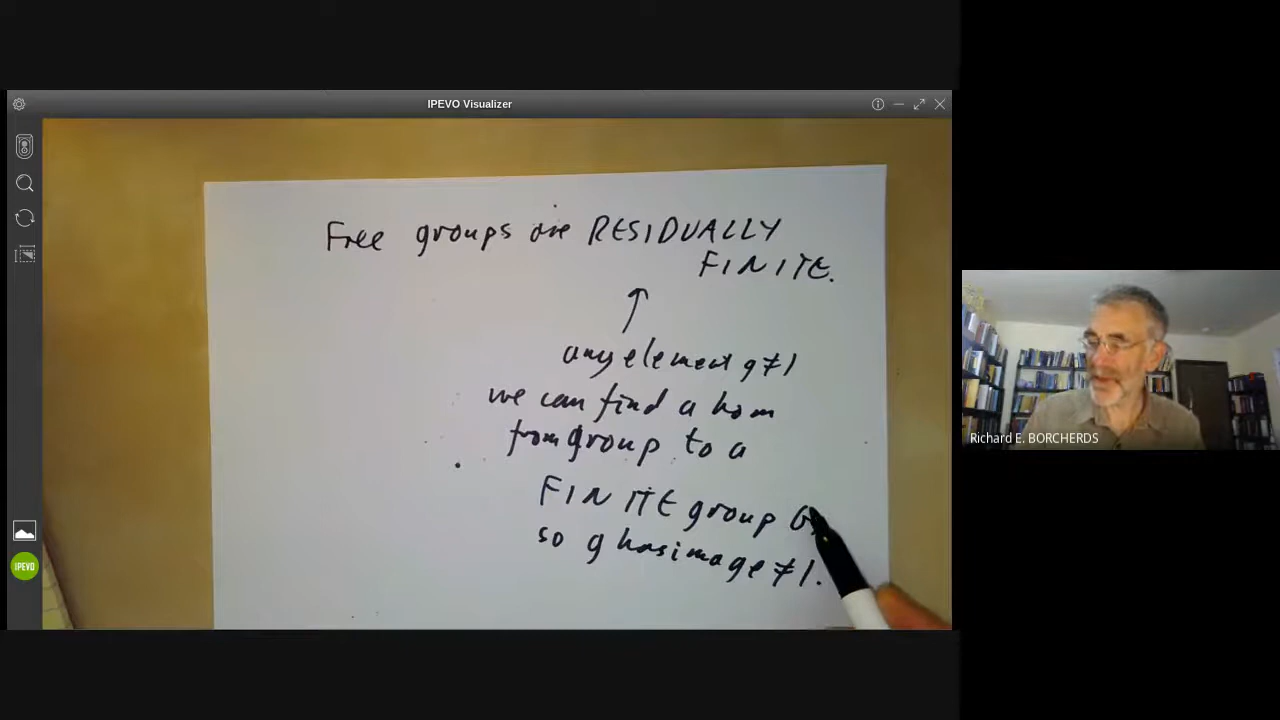 IPEVO Visualizer
Free groups are RESIDUALLY
FINITE.
any element g≠1
we can find a hom
from group to a
FINITE group G,
so g has image ≠ 1.
IPEVO
Richard E. BORCHERDS